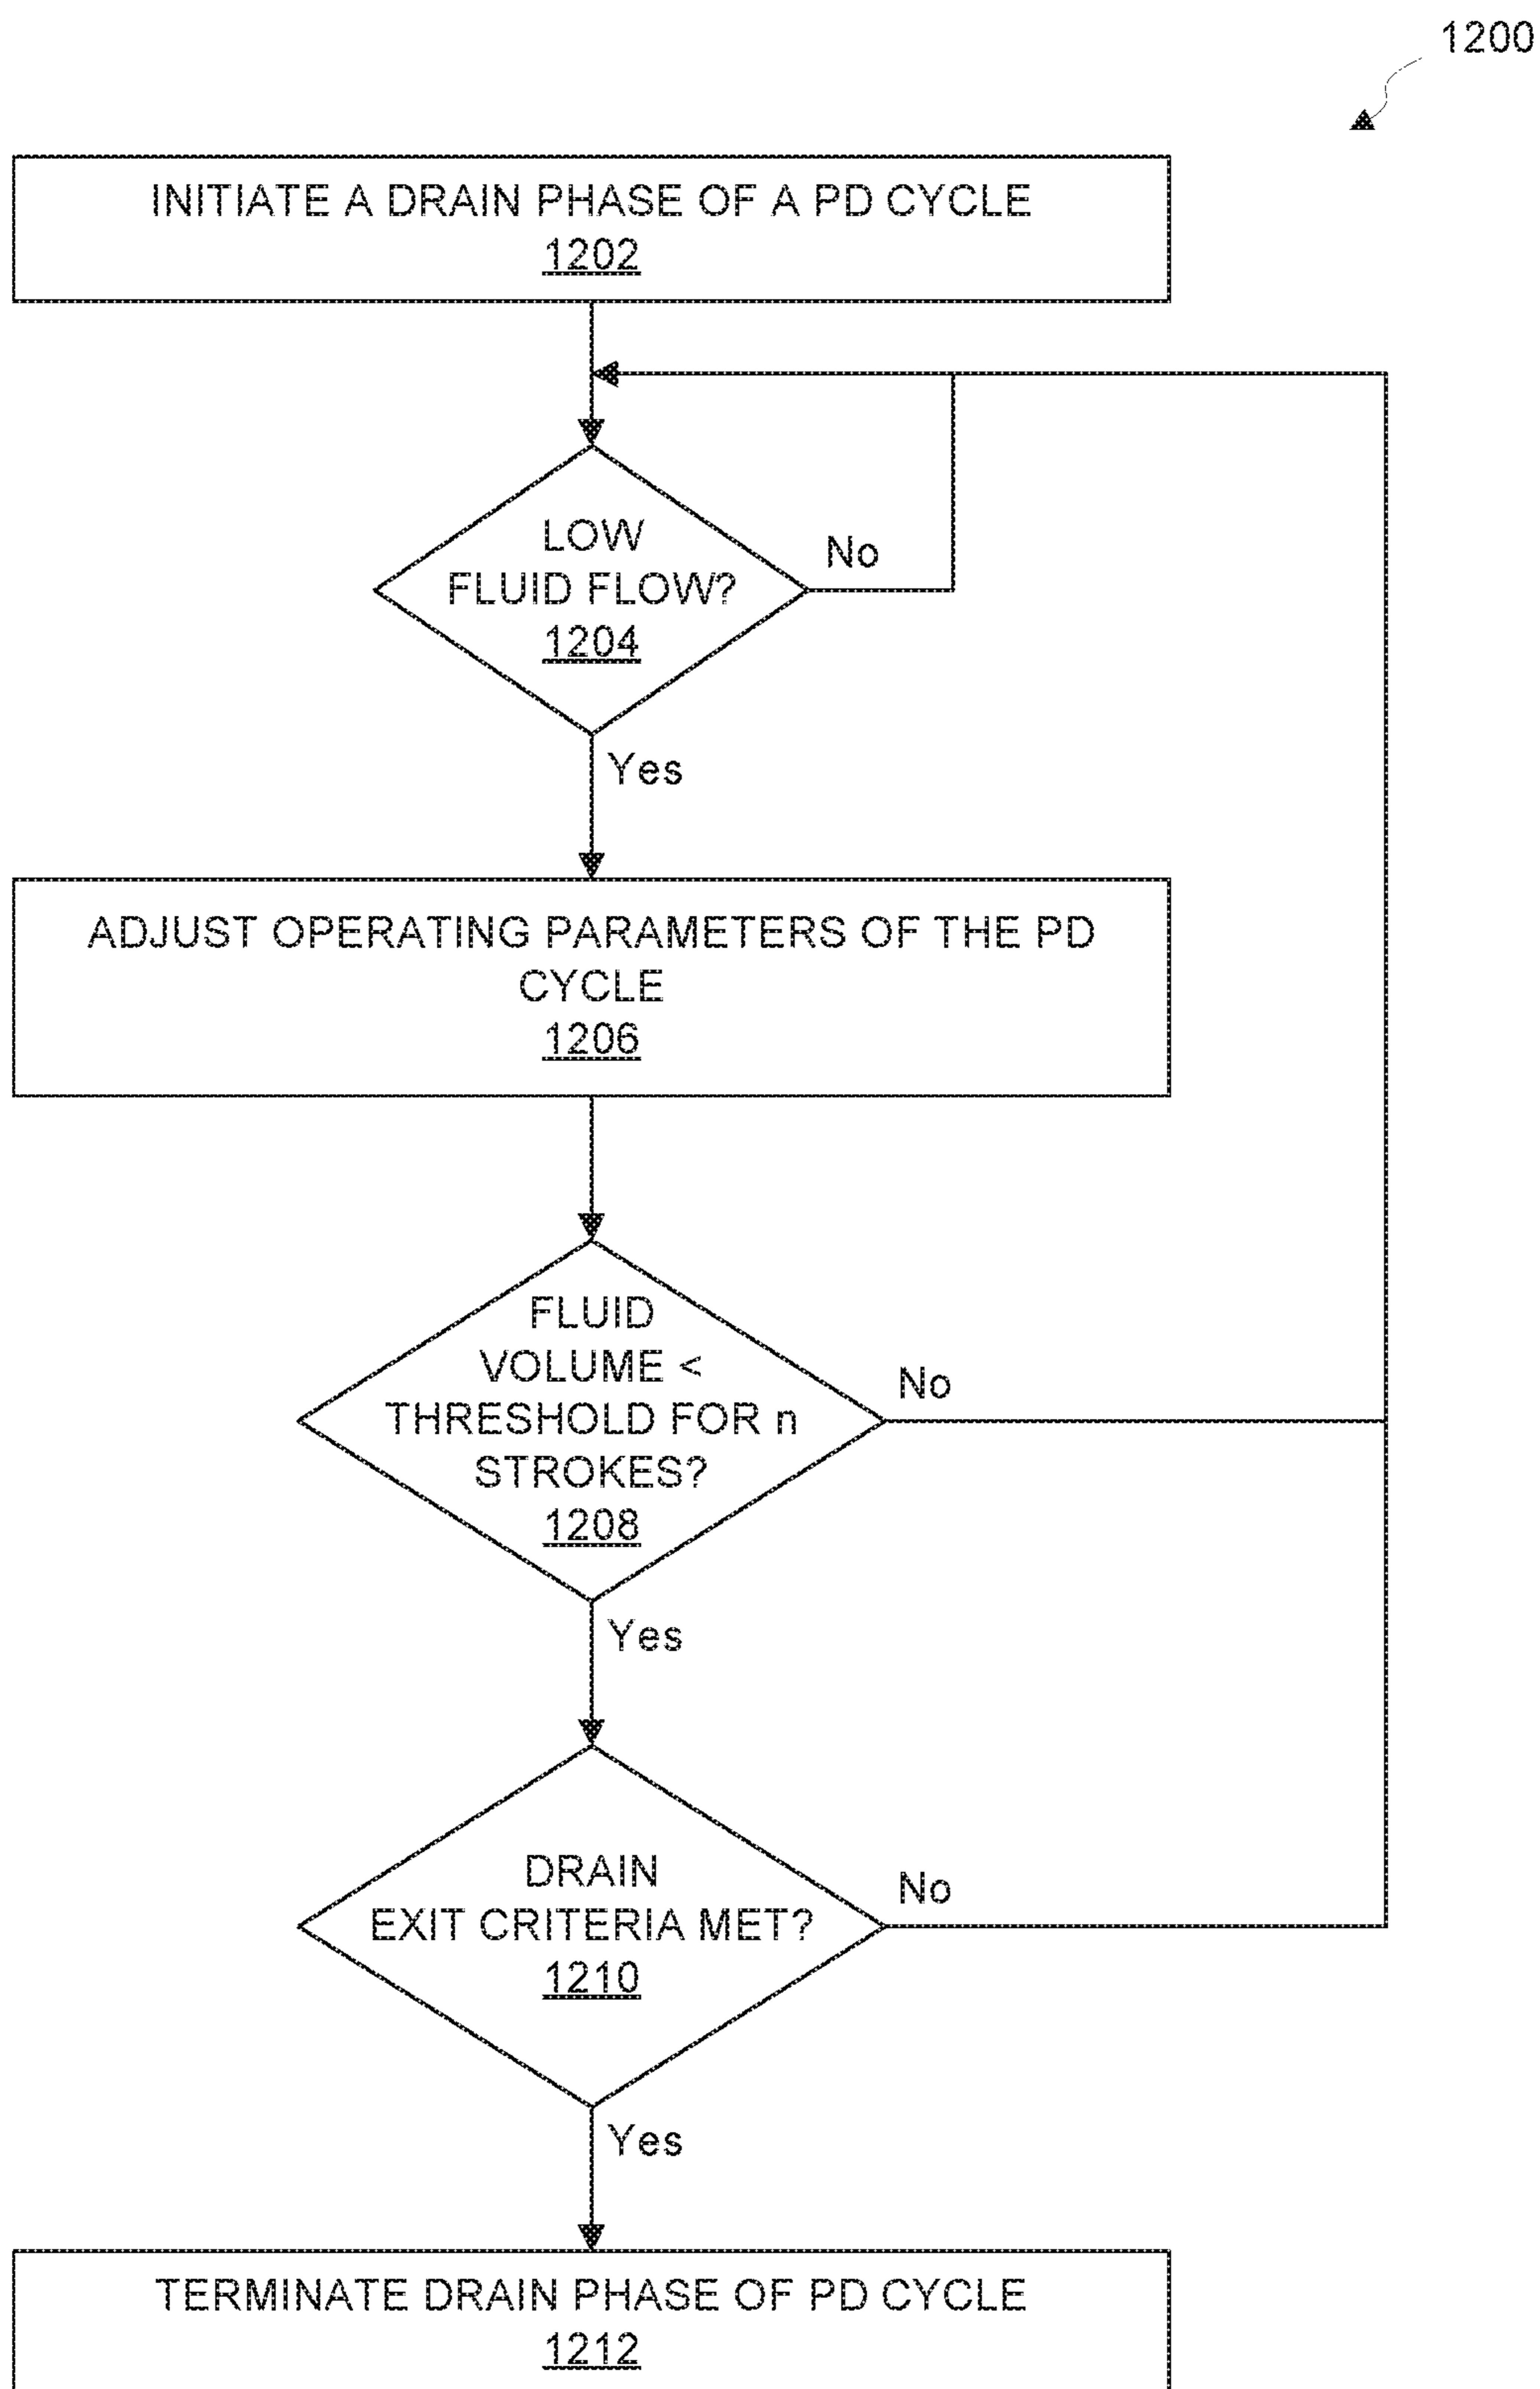 1200
INITIATE A DRAIN PHASE OF A PD CYCLE
1202
LOW
FLUID FLOW?
1204
No
Yes
ADJUST OPERATING PARAMETERS OF THE PD
CYCLE
1206
FLUID
VOLUME <
THRESHOLD FOR n
STROKES?
1208
No
Yes
DRAIN
EXIT CRITERIA MET?
1210
No
Yes
TERMINATE DRAIN PHASE OF PD CYCLE
1212